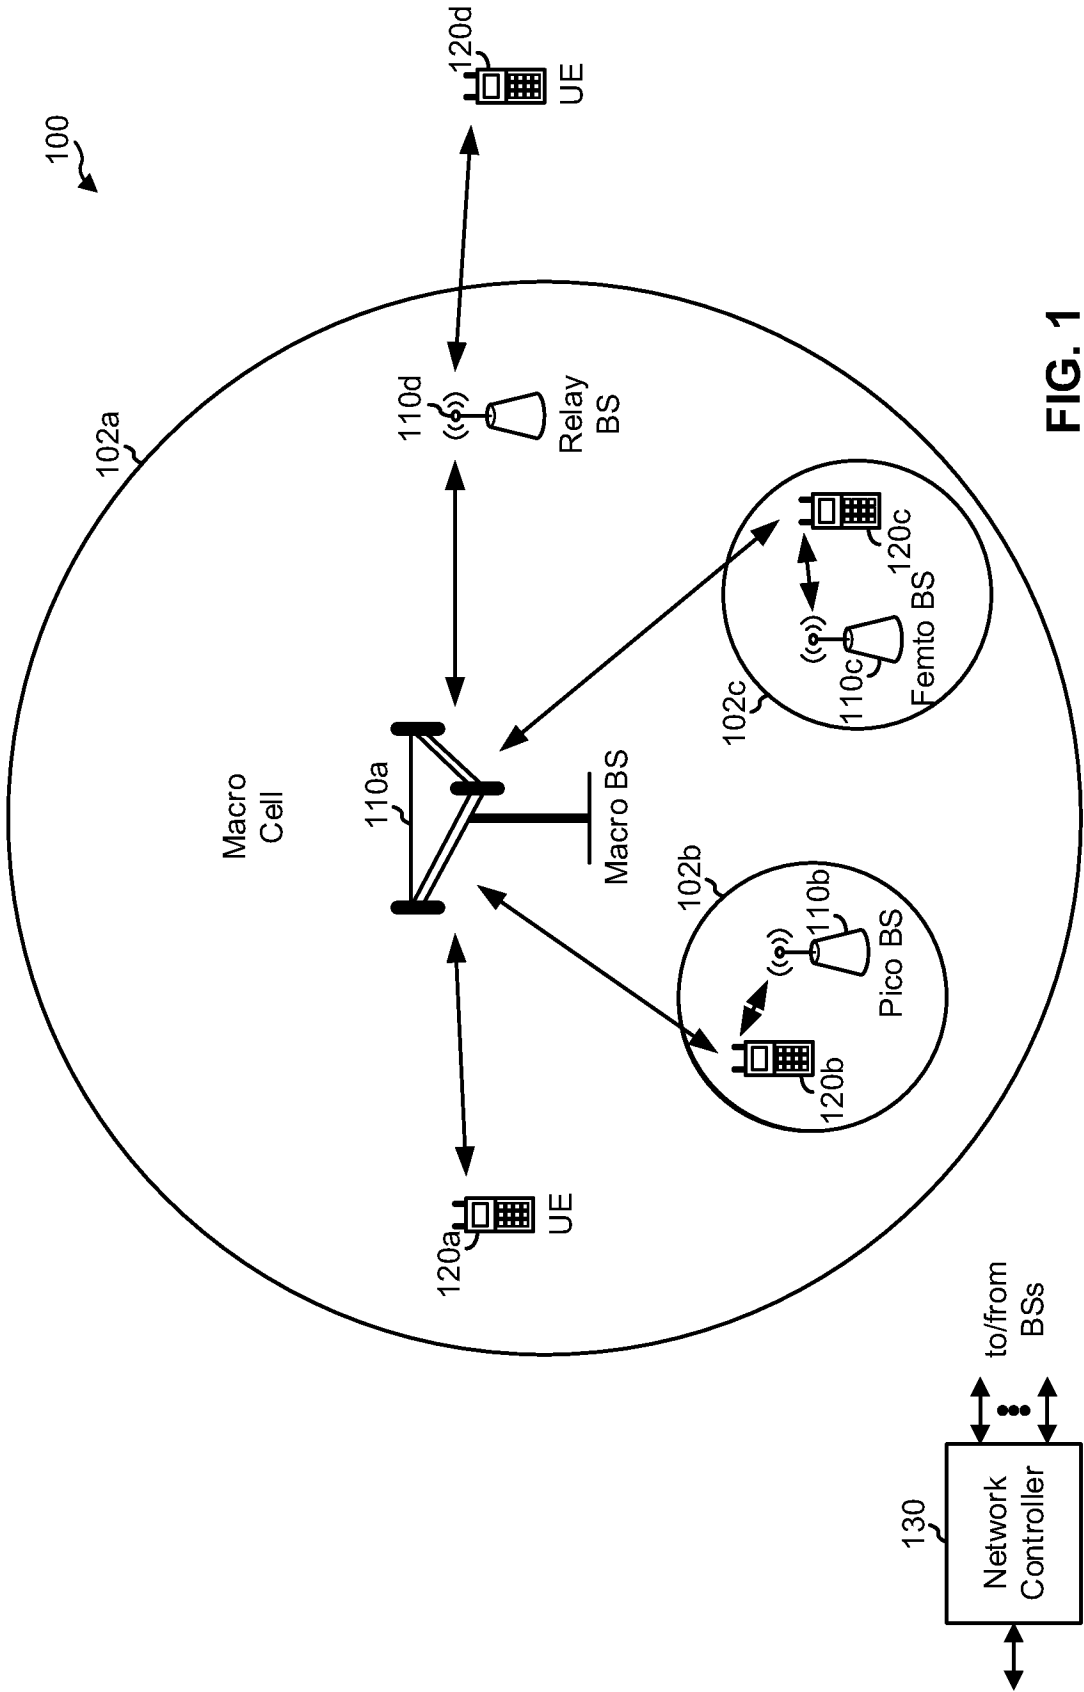 100
102a
Macro
Cell
110a
110d
120d
UE
Relay
BS
120a
UE
Macro BS
102b
110b
Pico BS
120b
102c
110c
Femto BS
120c
130
Network
Controller
to/from
BSs
FIG. 1